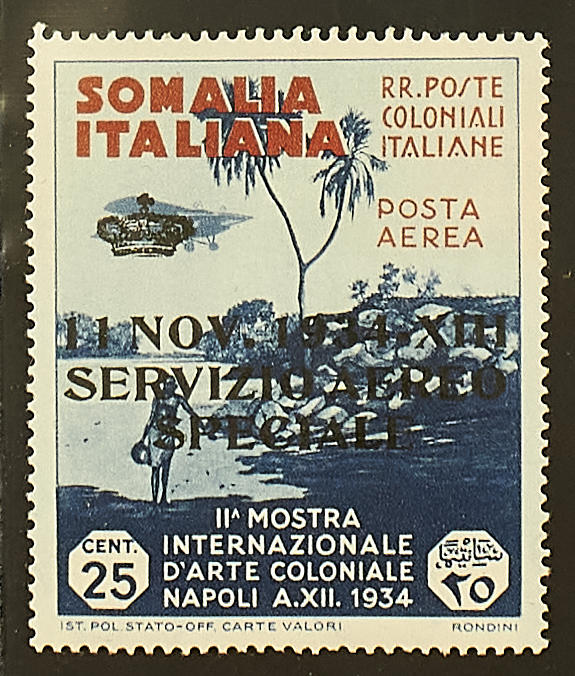 SOMALIA
ITALIANA
RR. POSTE
COLONIALI
ITALIANE
POSTA
AEREA
11 NOV. 1934-XIII
SERVIZIO AEREO
SPECIALE
IIᴬ MOSTRA
INTERNAZIONALE
D'ARTE COLONIALE
NAPOLI A.XII. 1934
CENT.
25
٢٥
IST. POL. STATO-OFF. CARTE VALORI
RONDINI